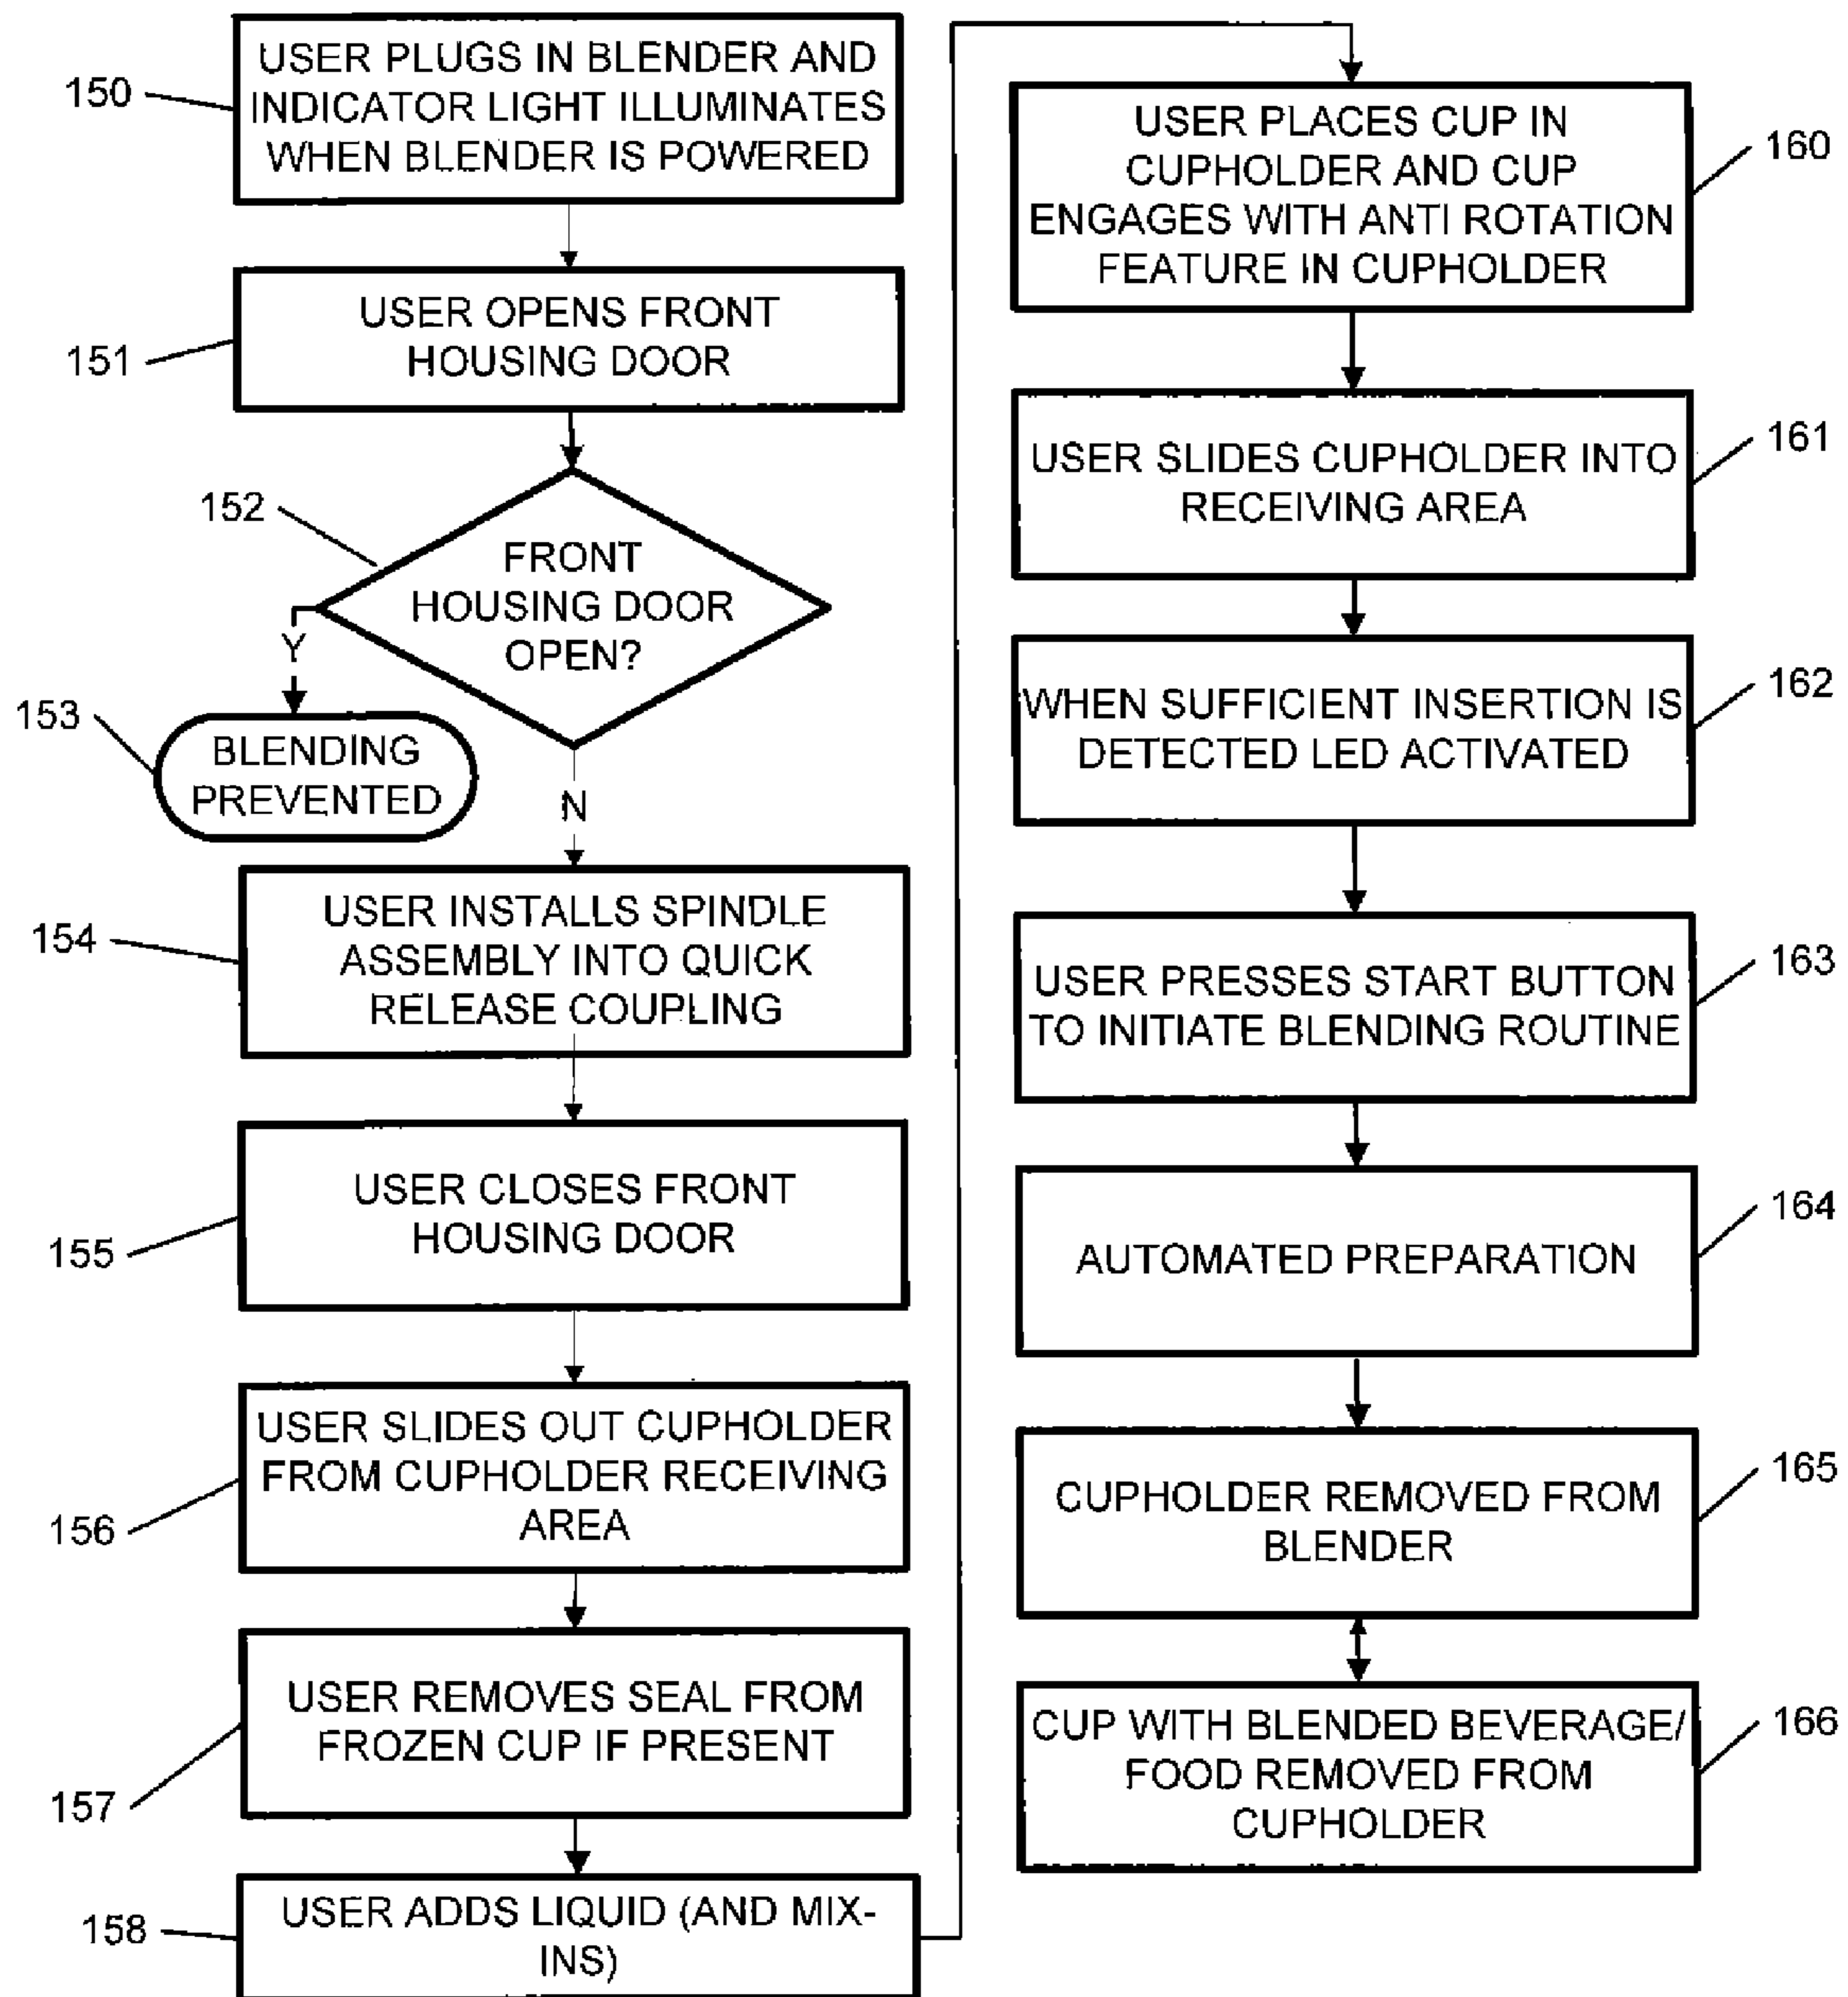 150
USER PLUGS IN BLENDER AND
INDICATOR LIGHT ILLUMINATES
WHEN BLENDER IS POWERED
151
USER OPENS FRONT
HOUSING DOOR
152
FRONT
HOUSING DOOR
OPEN?
Y
153
BLENDING
PREVENTED
N
154
USER INSTALLS SPINDLE
ASSEMBLY INTO QUICK
RELEASE COUPLING
155
USER CLOSES FRONT
HOUSING DOOR
156
USER SLIDES OUT CUPHOLDER
FROM CUPHOLDER RECEIVING
AREA
157
USER REMOVES SEAL FROM
FROZEN CUP IF PRESENT
158
USER ADDS LIQUID (AND MIX-
INS)
160
USER PLACES CUP IN
CUPHOLDER AND CUP
ENGAGES WITH ANTI ROTATION
FEATURE IN CUPHOLDER
161
USER SLIDES CUPHOLDER INTO
RECEIVING AREA
162
WHEN SUFFICIENT INSERTION IS
DETECTED LED ACTIVATED
163
USER PRESSES START BUTTON
TO INITIATE BLENDING ROUTINE
164
AUTOMATED PREPARATION
165
CUPHOLDER REMOVED FROM
BLENDER
166
CUP WITH BLENDED BEVERAGE/
FOOD REMOVED FROM
CUPHOLDER